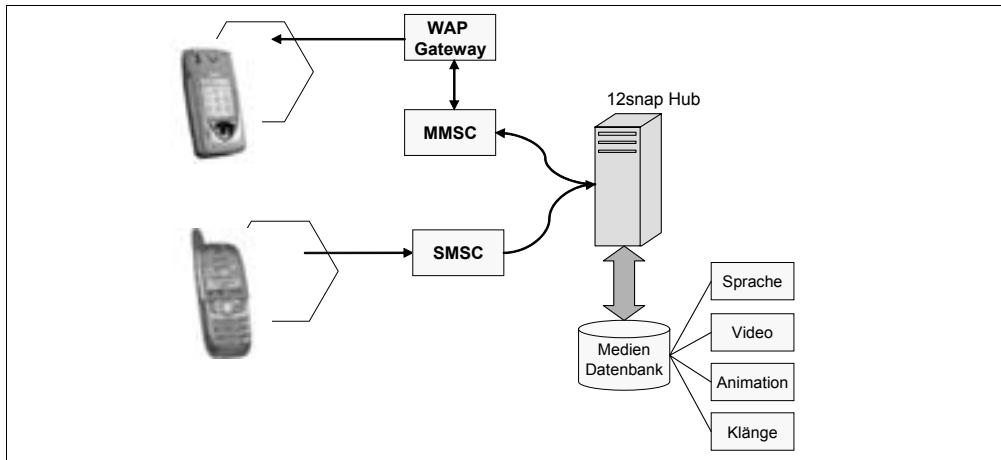 WAP
Gateway
12snap Hub
MMSC
SMSC
Sprache
Video
Medien
Datenbank
Animation
Klänge